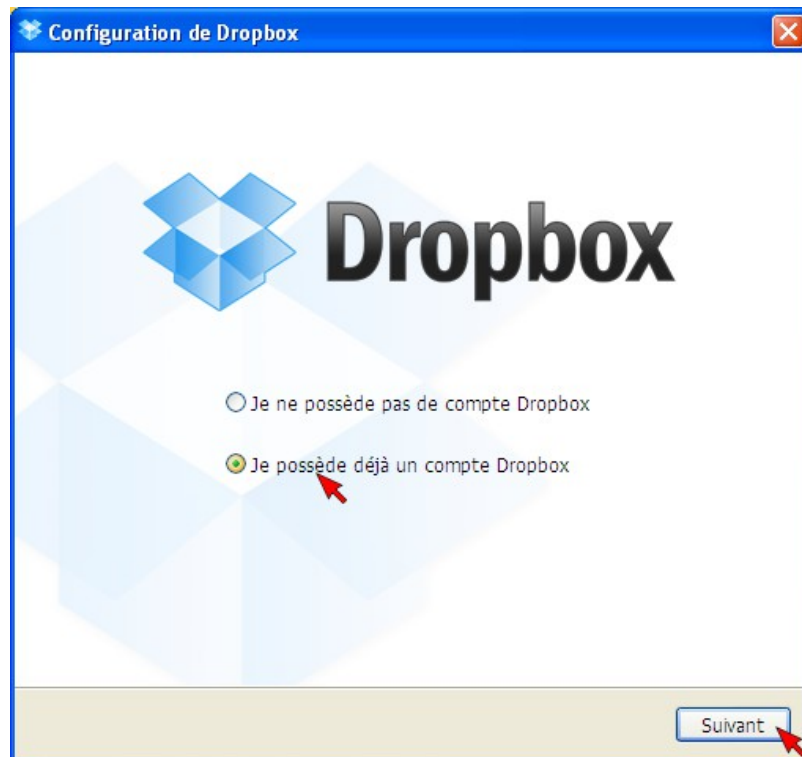 Configuration de Dropbox
Dropbox
Je ne possède pas de compte Dropbox
Je possède déjà un compte Dropbox
Suivant